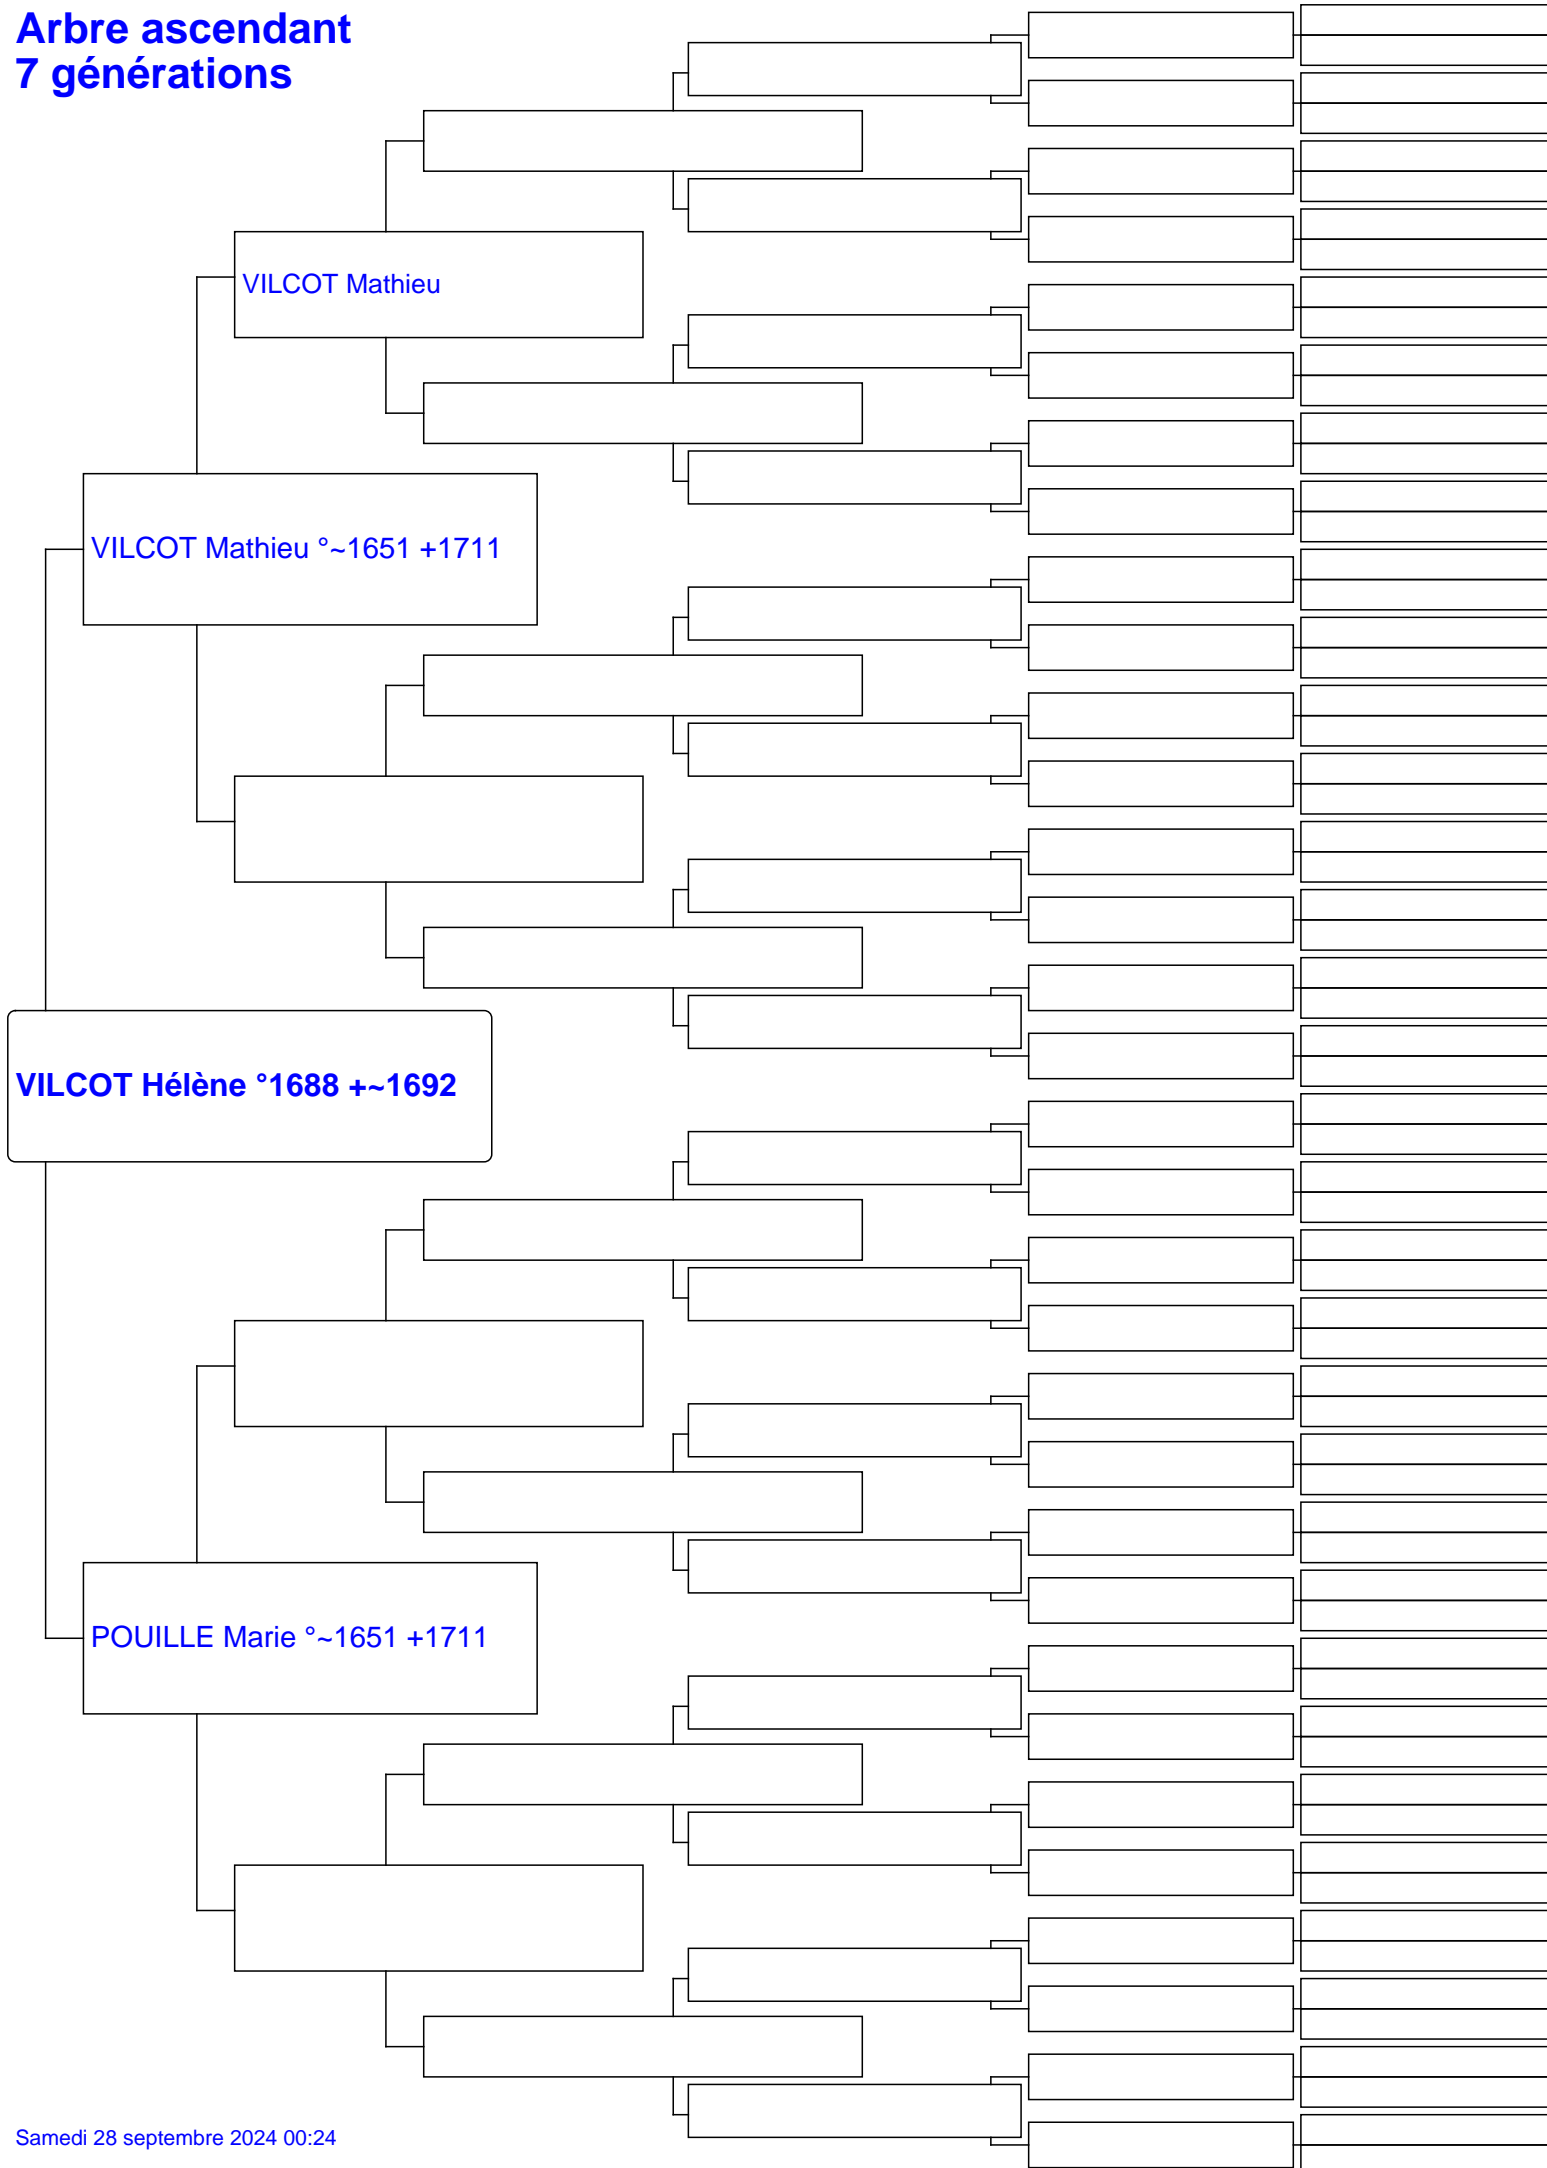 Arbre ascendant
7 générations
VILCOT Mathieu
VILCOT Mathieu °~1651 +1711
VILCOT Hélène °1688 +~1692
POUILLE Marie °~1651 +1711
Samedi 28 septembre 2024 00:24